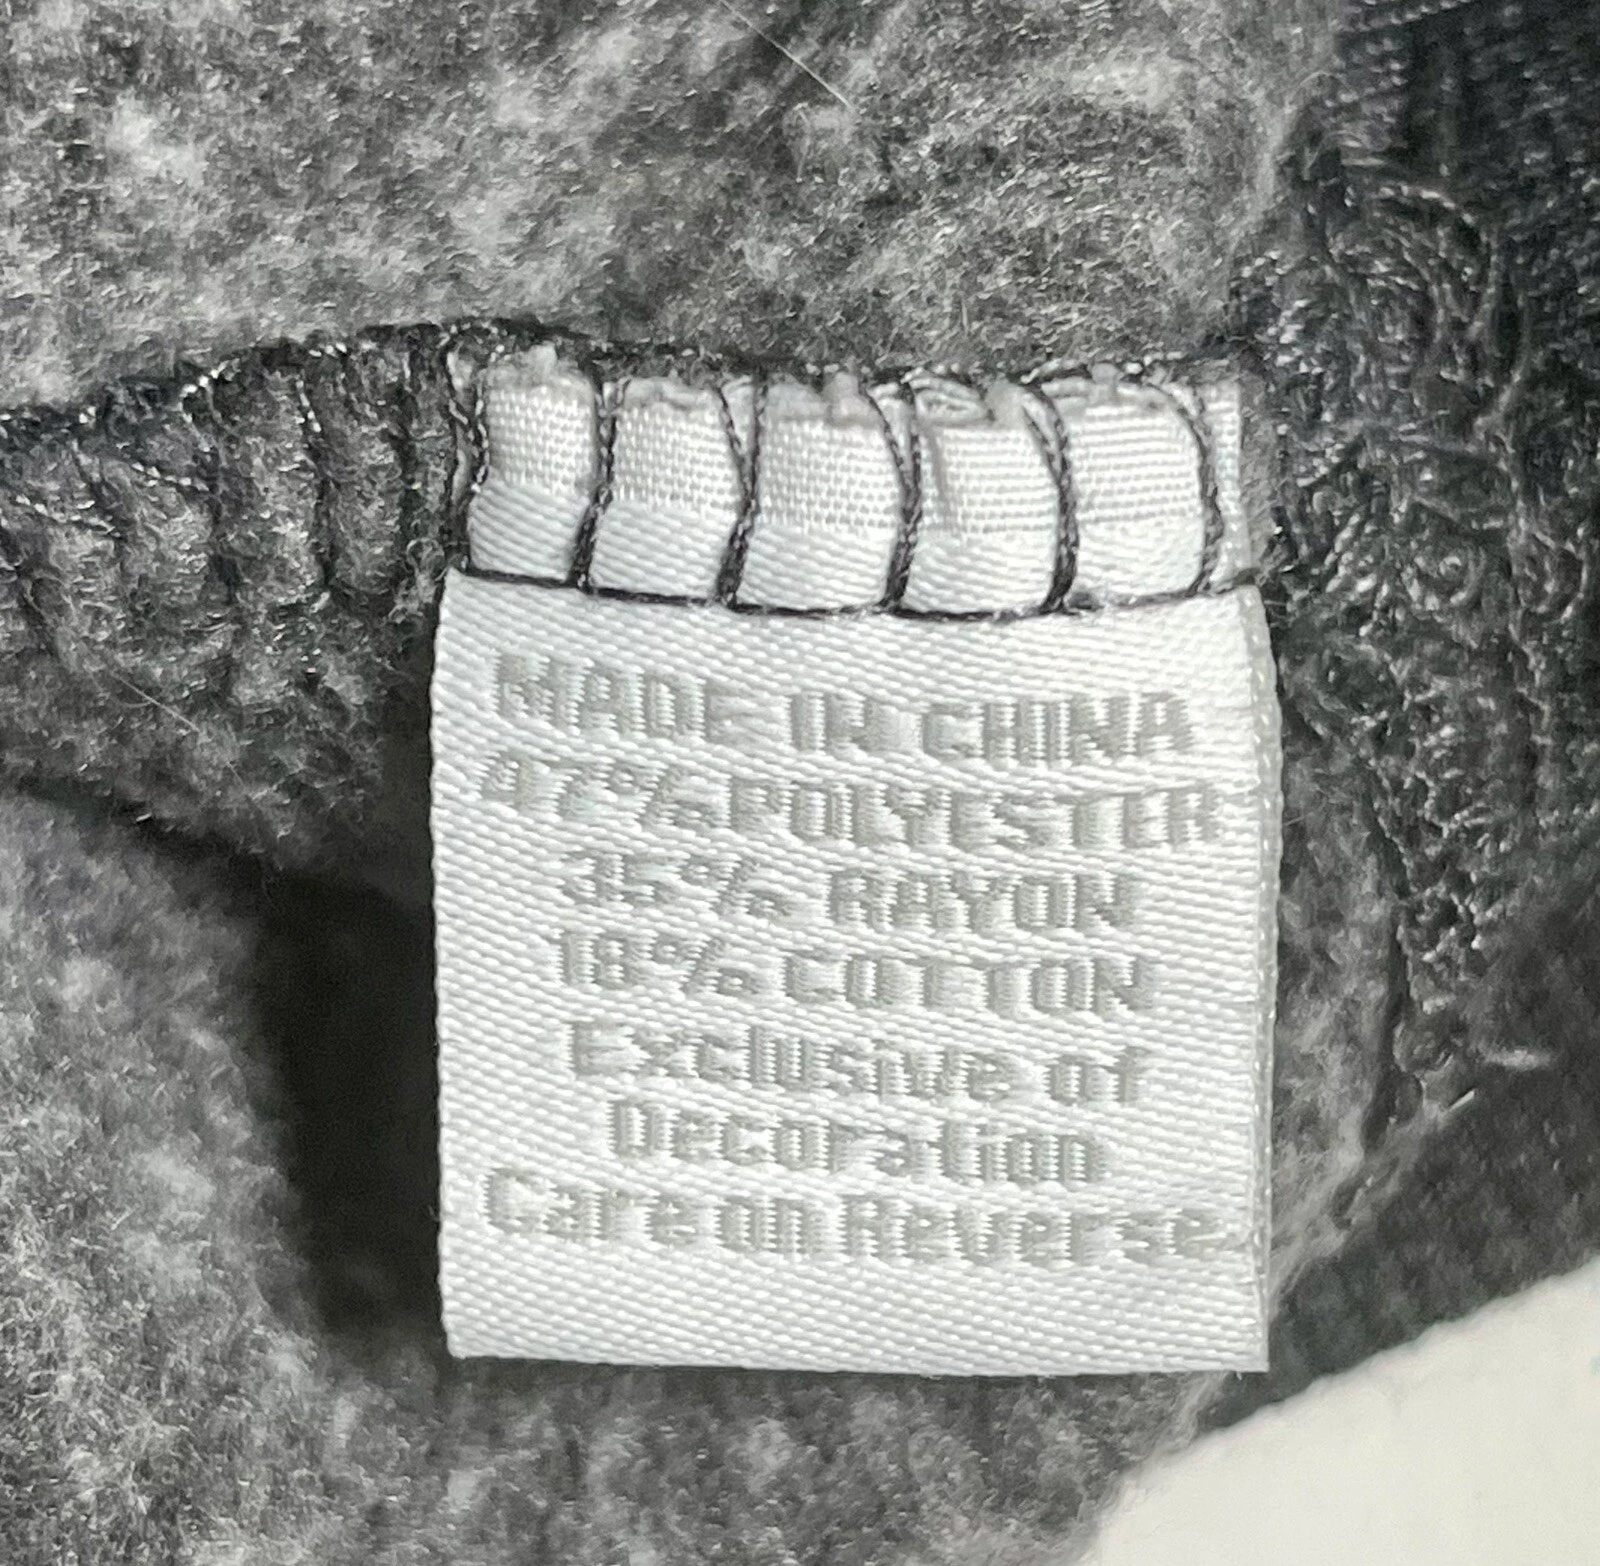 MADE IN CHINA
47% POLYESTER
35% RAYON
18% COTTON
Exclusive of
Decoration
Care on Reverse